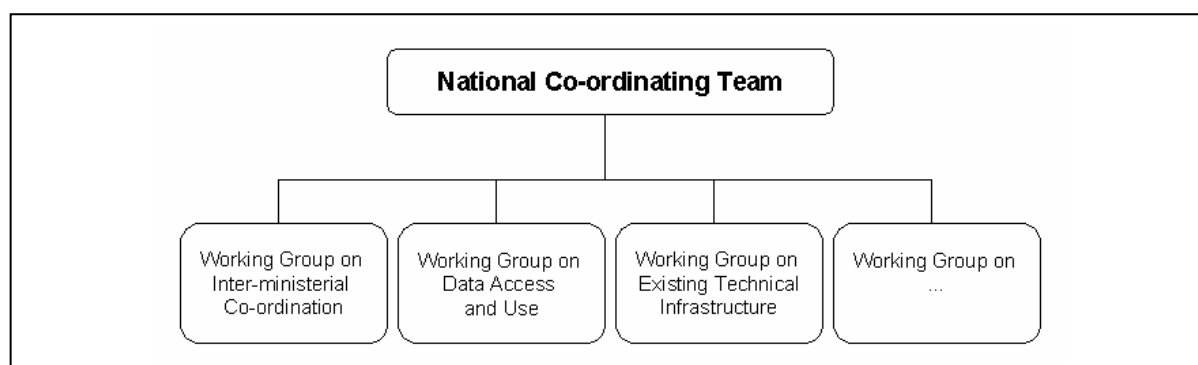 National Co-ordinating Team
Working Group on
Inter-ministerial
Co-ordination
Working Group on
Data Access
and Use
Working Group on
Existing Technical
Infrastructure
Working Group on
...